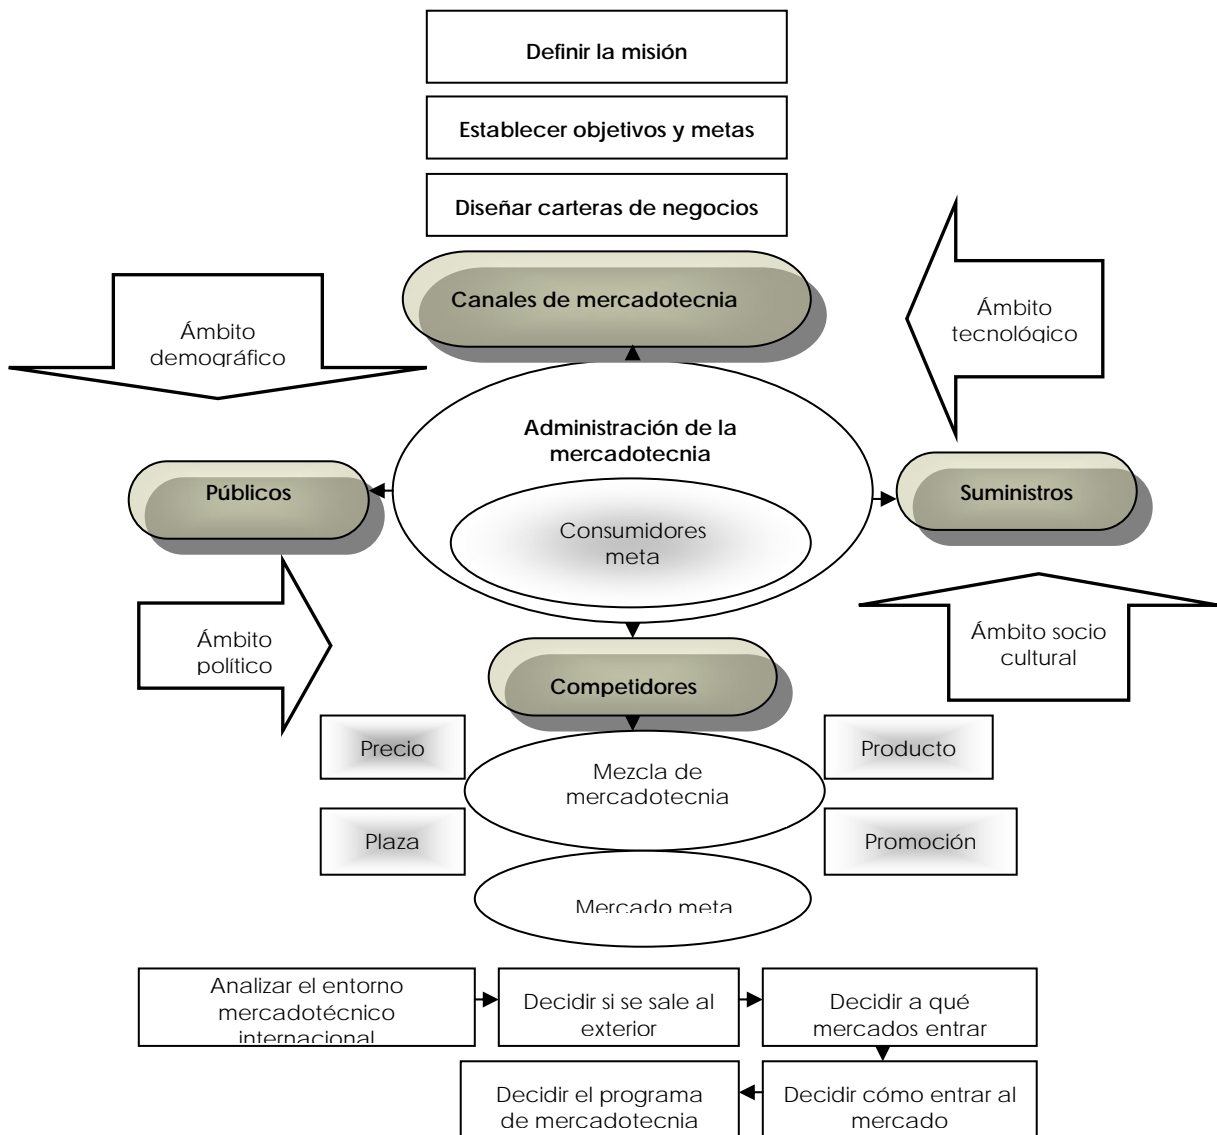 Definir la misión
Establecer objetivos y metas
Diseñar carteras de negocios
Canales de mercadotecnia
Ámbito
demográfico
Ámbito
tecnológico
Administración de la
mercadotecnia
Públicos
Suministros
Consumidores
meta
Ámbito
político
Ámbito socio
cultural
Competidores
Precio
Producto
Mezcla de
mercadotecnia
Plaza
Promoción
Mercado meta
Analizar el entorno
mercadotécnico
internacional
Decidir si se sale al
exterior
Decidir a qué
mercados entrar
Decidir el programa
de mercadotecnia
Decidir cómo entrar al
mercado